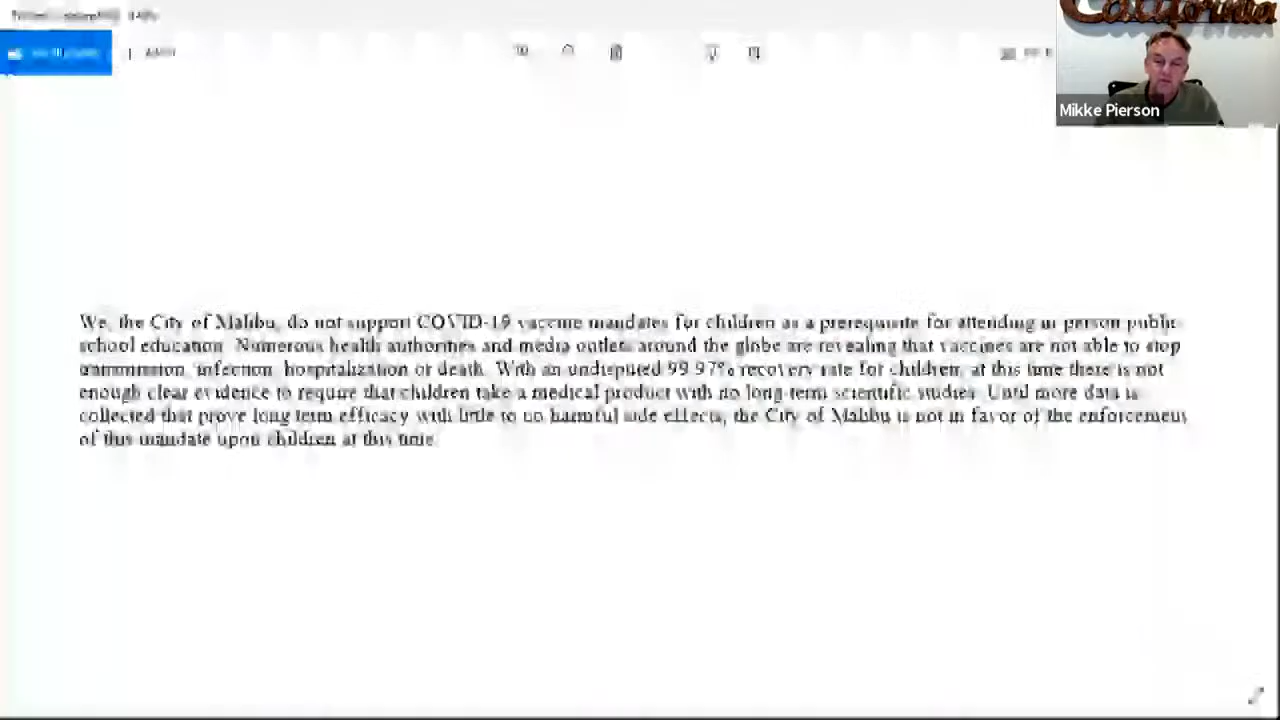 California
Mikke Pierson
We, the City of Malibu, do not support COVID-19 vaccine mandates for children as a prerequisite for attending in person public
school education. Numerous health authorities and media outlets around the globe are revealing that vaccines are not able to stop
transmission, infection, hospitalization or death. With an undisputed 99.97% recovery rate for children, at this time there is not
enough clear evidence to require that children take a medical product with no long-term scientific studies. Until more data is
collected that prove long term efficacy with little to no harmful side effects, the City of Malibu is not in favor of the enforcement
of this mandate upon children at this time.